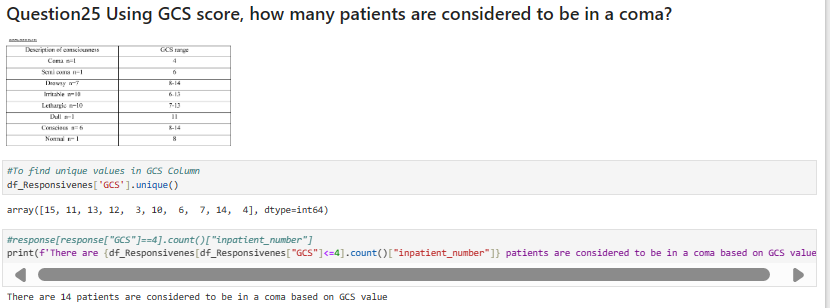 Question25 Using GCS score, how many patients are considered to be in a coma?
Description of consciousness GCS range
Coma n=1 4
Semi coma n=1 6
Drowsy n=7 8-14
Irritable n=10 6-13
Lethargic n=10 7-13
Dull n=1 11
Conscious n=6 8-14
Normal n=1 8
#To find unique values in GCS Column
df_Responsivenes['GCS'].unique()
array([15, 11, 13, 12, 3, 10, 6, 7, 14, 4], dtype=int64)
#response[response["GCS"]==4].count()["inpatient_number"]
print(f'There are {df_Responsivenes[df_Responsivenes["GCS"]<=4].count()["inpatient_number"]} patients are considered to be in a coma based on GCS value
There are 14 patients are considered to be in a coma based on GCS value